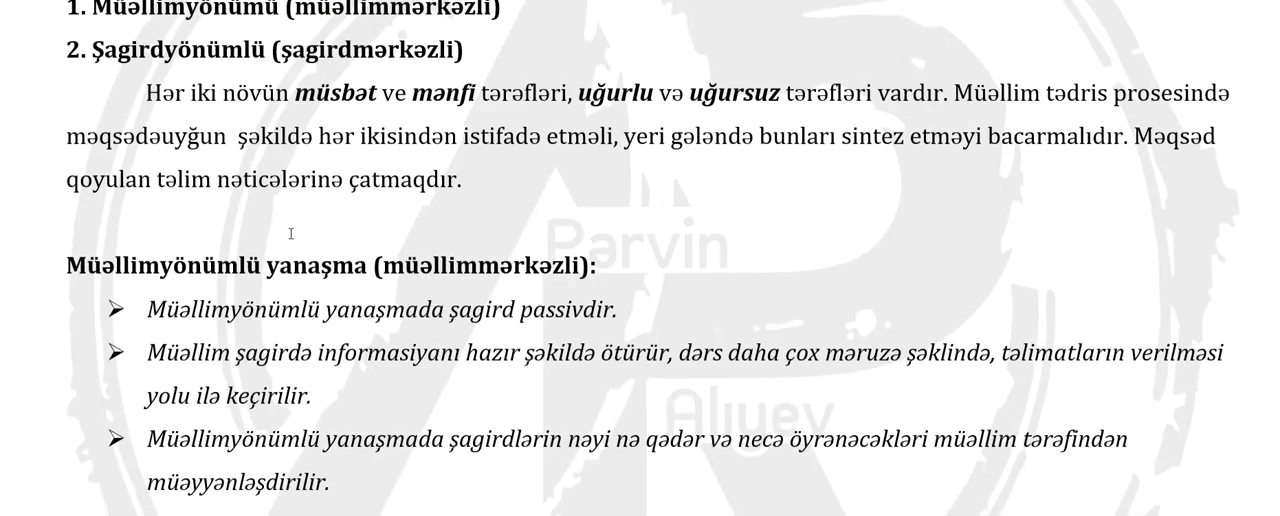 1. Müəllimyönümü (müəllimmərkəzli)
2. Şagirdyönümlü (şagirdmərkəzli)
Hər iki növün müsbət ve mənfi tərəfləri, uğurlu və uğursuz tərəfləri vardır. Müəllim tədris prosesində
məqsədəuyğun şəkildə hər ikisindən istifadə etməli, yeri gələndə bunları sintez etməyi bacarmalıdır. Məqsəd
qoyulan təlim nəticələrinə çatmaqdır.
Pərvin
Müəllimyönümlü yanaşma (müəllimmərkəzli):
➢ Müəllimyönümlü yanaşmada şagird passivdir.
➢ Müəllim şagirdə informasiyanı hazır şəkildə ötürür, dərs daha çox məruzə şəklində, təlimatların verilməsi
yolu ilə keçirilir.
Alıyev
➢ Müəllimyönümlü yanaşmada şagirdlərin nəyi nə qədər və necə öyrənəcəkləri müəllim tərəfindən
müəyyənləşdirilir.